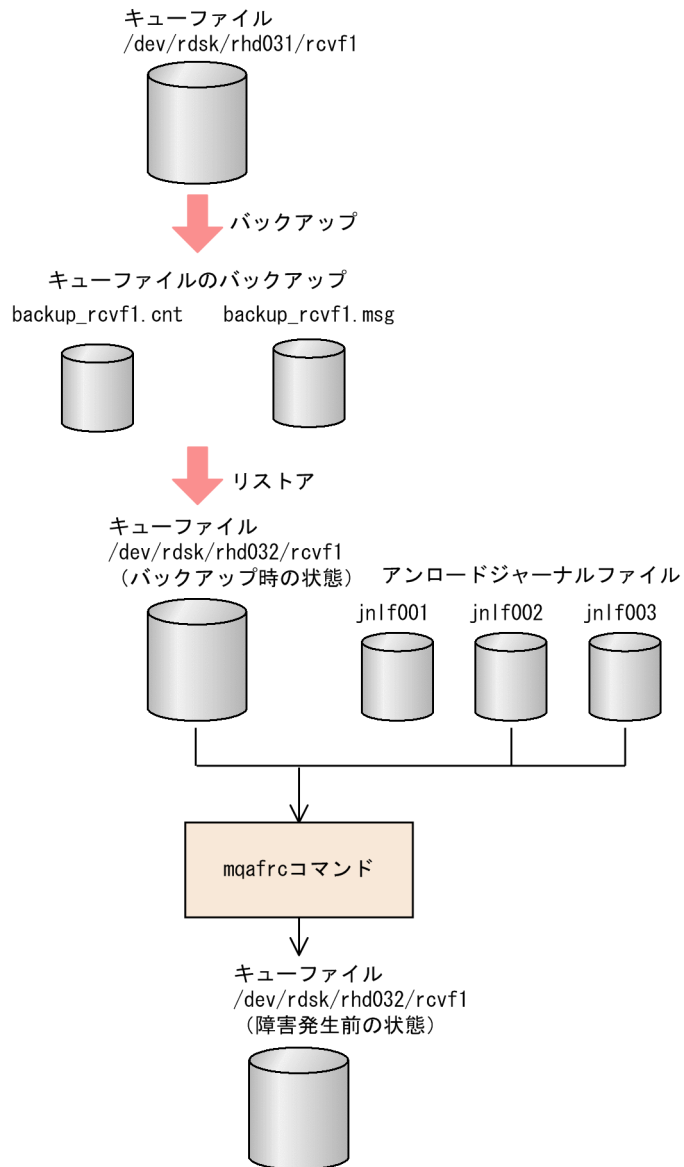 キューファイル
/dev/rdsk/rhd031/rcvf1
バックアップ
キューファイルのバックアップ
backup_rcvf1.cnt backup_rcvf1.msg
リストア
キューファイル
/dev/rdsk/rhd032/rcvf1
（バックアップ時の状態）
アンロードジャーナルファイル
jnlf001 jnlf002 jnlf003
mqafrcコマンド
キューファイル
/dev/rdsk/rhd032/rcvf1
（障害発生前の状態）